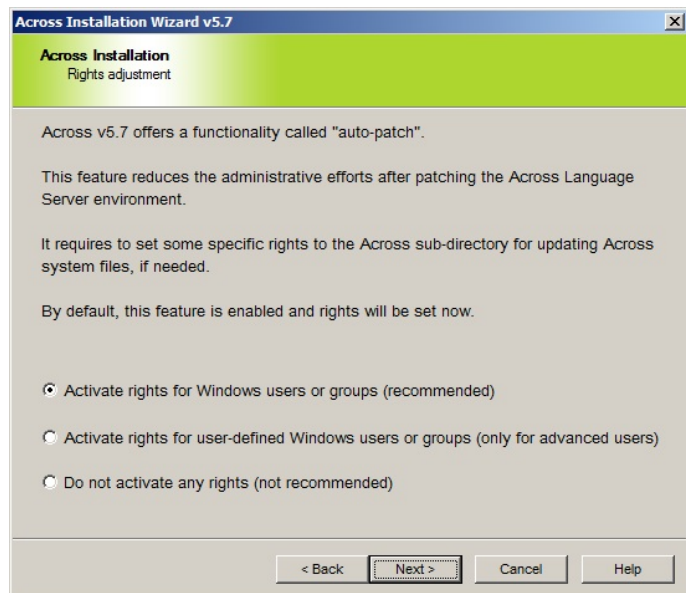 Across Installation Wizard v5.7
Across Installation
Rights adjustment
Across v5.7 offers a functionality called "auto-patch".
This feature reduces the administrative efforts after patching the Across Language
Server environment.
It requires to set some specific rights to the Across sub-directory for updating Across
system files, if needed.
By default, this feature is enabled and rights will be set now.
Activate rights for Windows users or groups (recommended)
Activate rights for user-defined Windows users or groups (only for advanced users)
Do not activate any rights (not recommended)
< Back
Next >
Cancel
Help